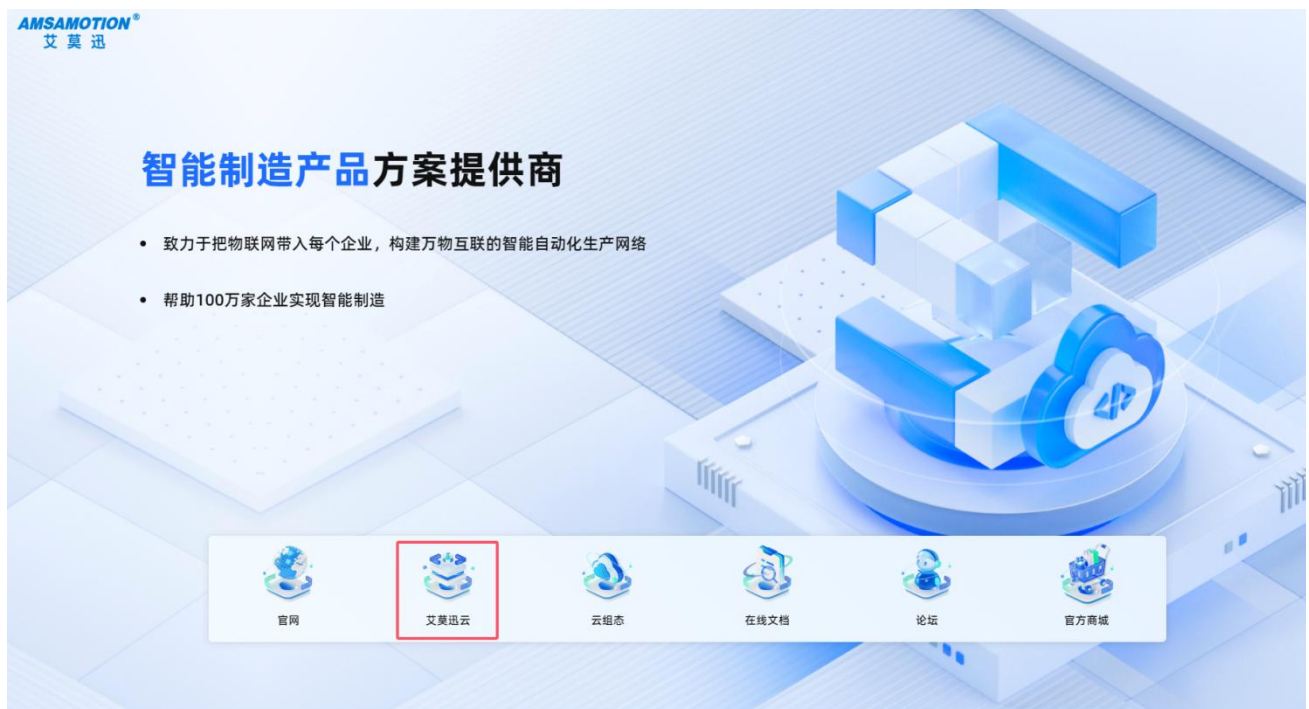 AMSAMOTION®
艾莫迅
智能制造产品方案提供商
• 致力于把物联网带入每个企业，构建万物互联的智能自动化生产网络
• 帮助100万家企业实现智能制造
官网
艾莫迅云
云组态
在线文档
论坛
官方商城